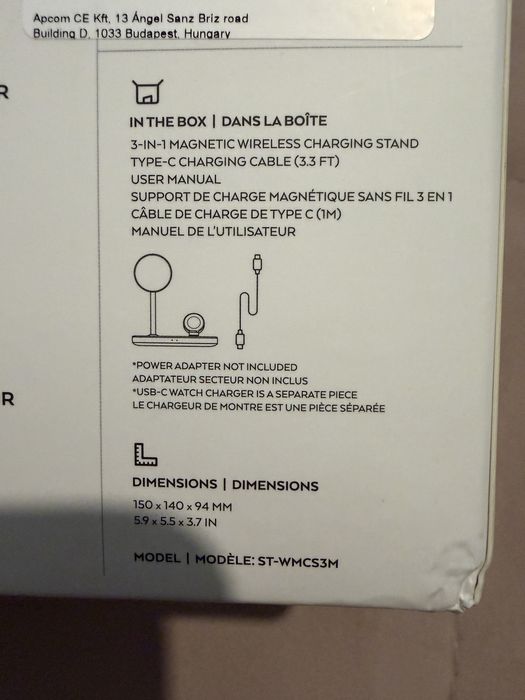 Apcom CE Kft, 13 Ángel Sanz Briz road
Building D, 1033 Budapest, Hungary
R
IN THE BOX | DANS LA BOÎTE
3-IN-1 MAGNETIC WIRELESS CHARGING STAND
TYPE-C CHARGING CABLE (3.3 FT)
USER MANUAL
SUPPORT DE CHARGE MAGNÉTIQUE SANS FIL 3 EN 1
CÂBLE DE CHARGE DE TYPE C (1M)
MANUEL DE L'UTILISATEUR
*POWER ADAPTER NOT INCLUDED
ADAPTATEUR SECTEUR NON INCLUS
*USB-C WATCH CHARGER IS A SEPARATE PIECE
LE CHARGEUR DE MONTRE EST UNE PIÈCE SÉPARÉE
R
DIMENSIONS | DIMENSIONS
150 x 140 x 94 MM
5.9 x 5.5 x 3.7 IN
MODEL | MODÈLE: ST-WMCS3M